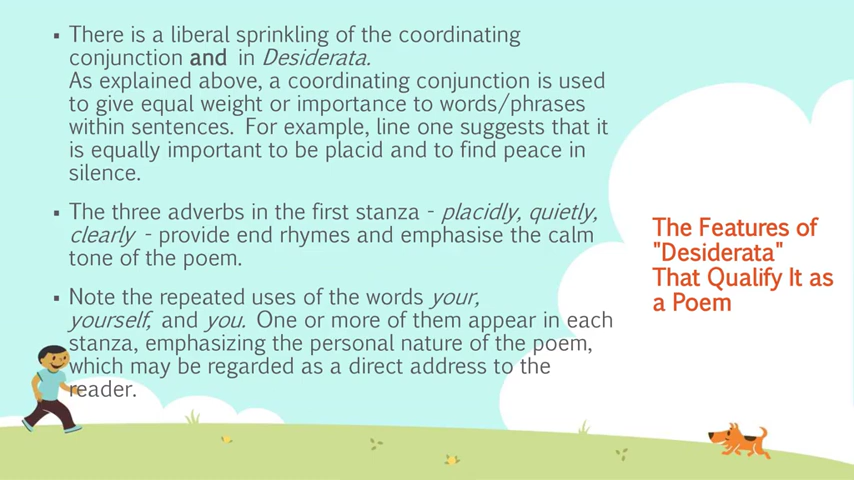 ▪ There is a liberal sprinkling of the coordinating
conjunction and in Desiderata.
As explained above, a coordinating conjunction is used
to give equal weight or importance to words/phrases
within sentences. For example, line one suggests that it
is equally important to be placid and to find peace in
silence.
▪ The three adverbs in the first stanza - placidly, quietly,
clearly - provide end rhymes and emphasise the calm
tone of the poem.
▪ Note the repeated uses of the words your,
yourself, and you. One or more of them appear in each
stanza, emphasizing the personal nature of the poem,
which may be regarded as a direct address to the
reader.
The Features of
"Desiderata"
That Qualify It as
a Poem